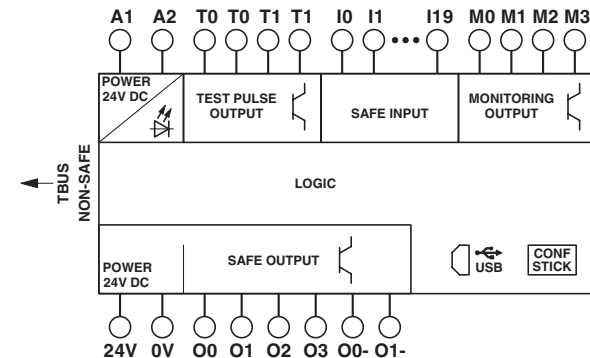 A1 A2 T0 T0 T1 T1 I0 I1 I19 M0 M1 M2 M3
POWER
24V DC
TEST PULSE
OUTPUT
SAFE INPUT
MONITORING
OUTPUT
TBUS
NON-SAFE
LOGIC
POWER
24V DC
SAFE OUTPUT
USB
CONF
STICK
24V 0V O0 O1 O2 O3 O0- O1-